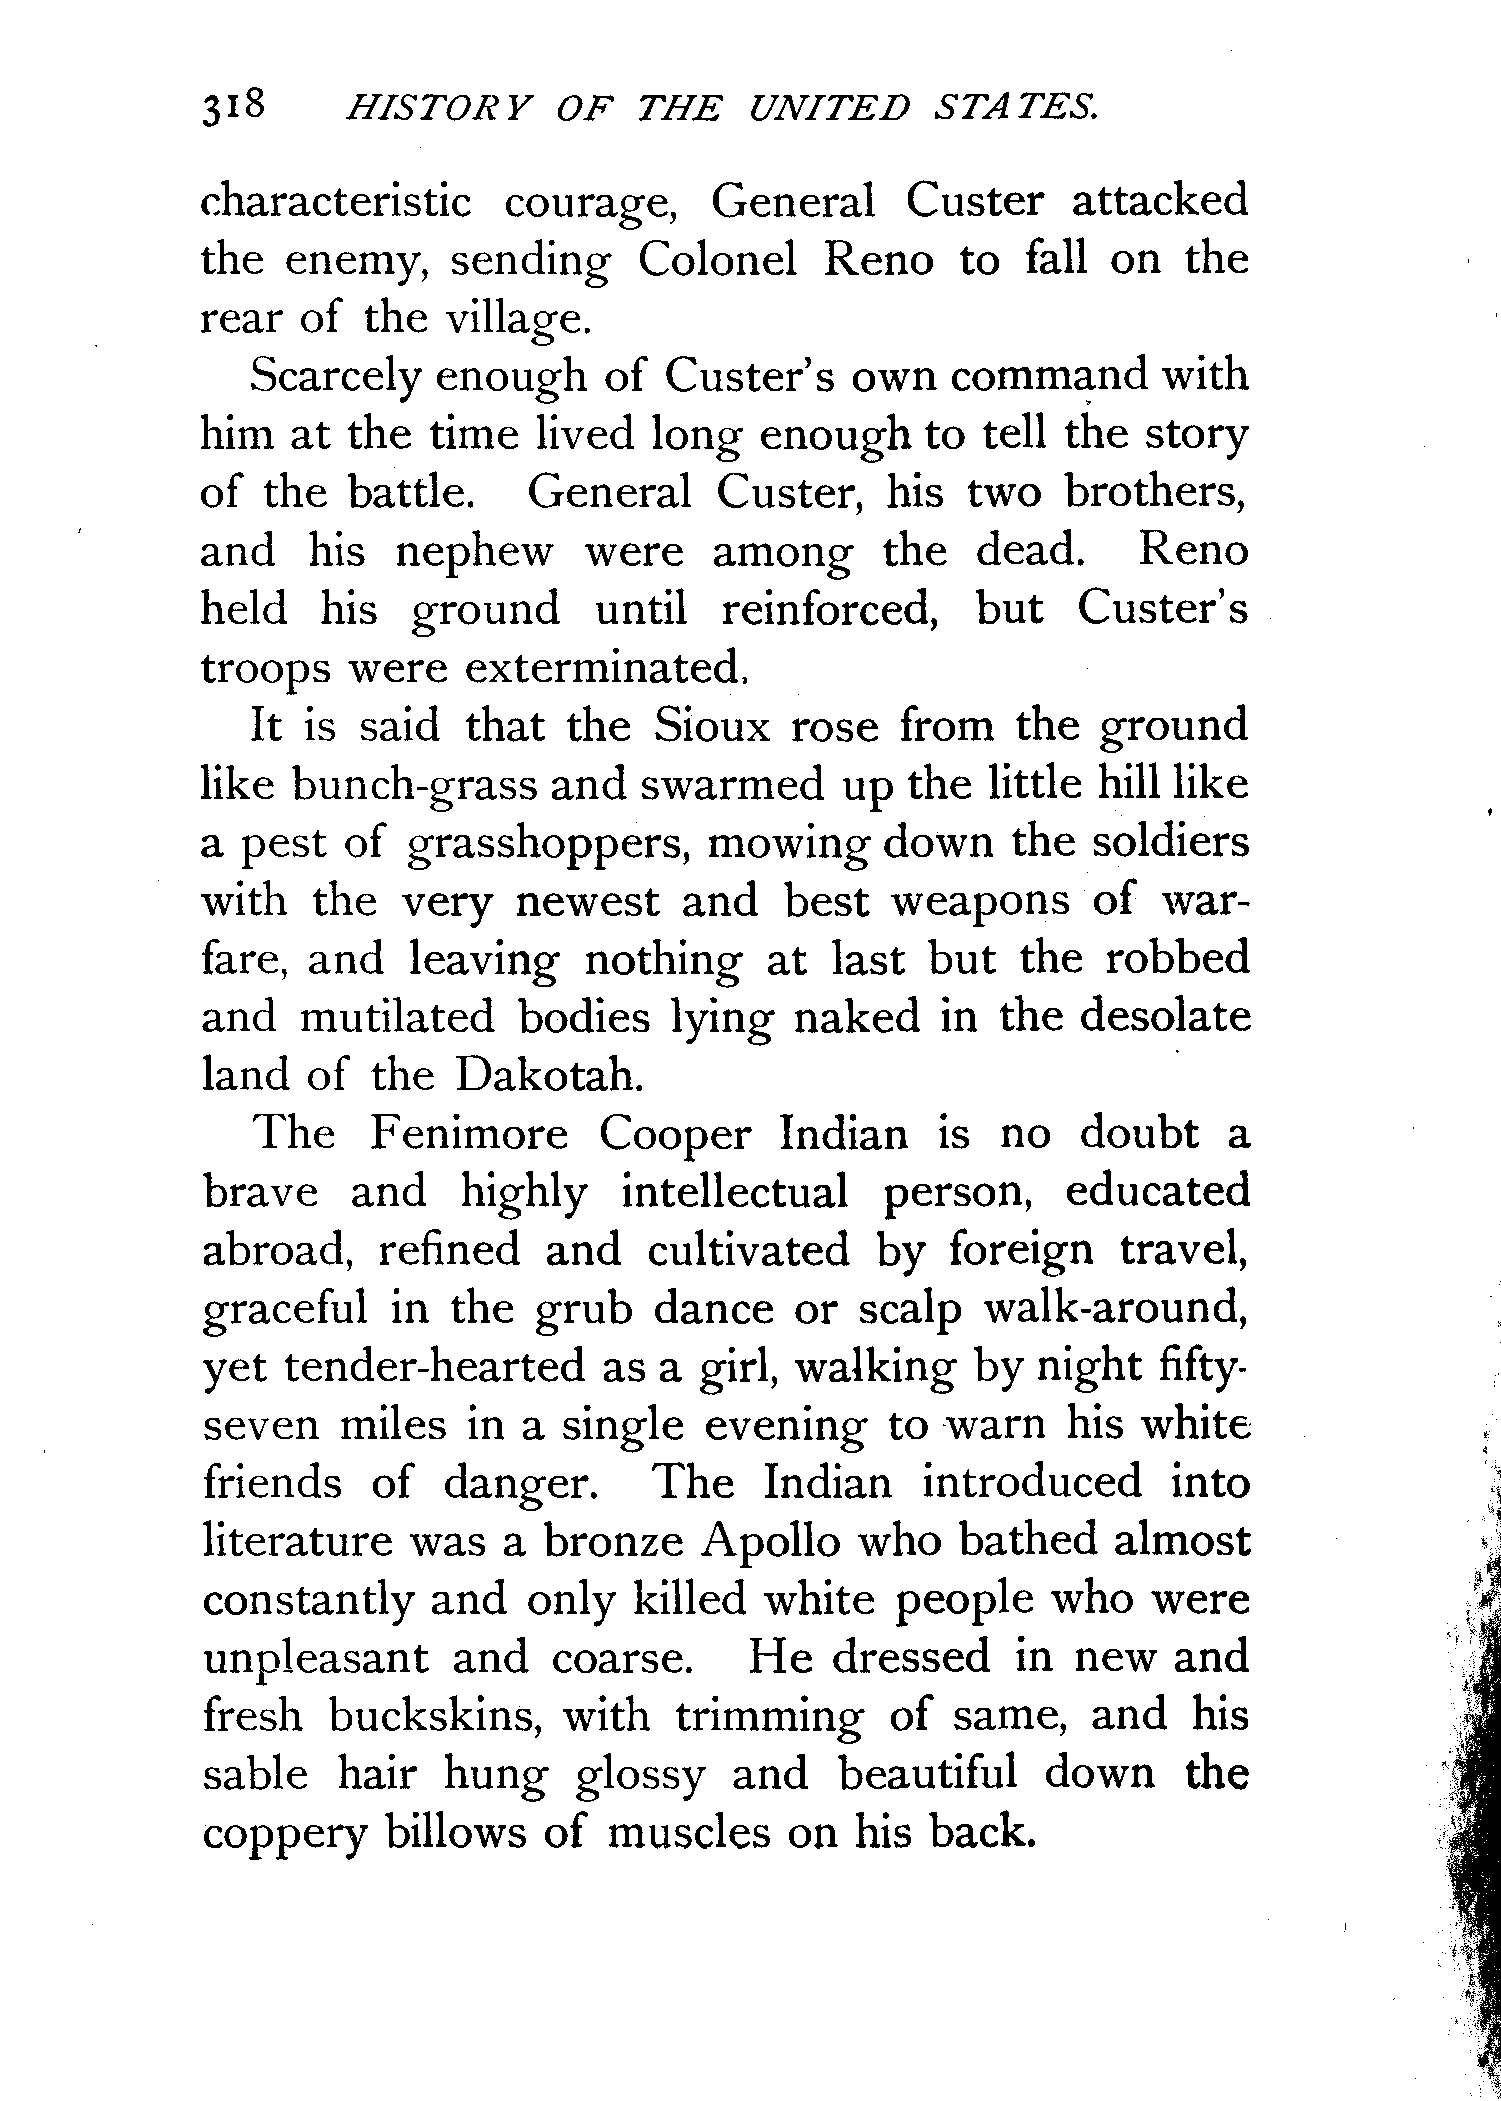 318 HISTORY OF THE UNITED STATES.
characteristic courage, General Custer attacked
the enemy, sending Colonel Reno to fall on the
rear of the village.
Scarcely enough of Custer's own command with
him at the time lived long enough to tell the story
of the battle. General Custer, his two brothers,
and his nephew were among the dead. Reno
held his ground until reinforced, but Custer's
troops were exterminated.
It is said that the Sioux rose from the ground
like bunch-grass and swarmed up the little hill like
a pest of grasshoppers, mowing down the soldiers
with the very newest and best weapons of war-
fare, and leaving nothing at last but the robbed
and mutilated bodies lying naked in the desolate
land of the Dakotah.
The Fenimore Cooper Indian is no doubt a
brave and highly intellectual person, educated
abroad, refined and cultivated by foreign travel,
graceful in the grub dance or scalp walk-around,
yet tender-hearted as a girl, walking by night fifty-
seven miles in a single evening to warn his white
friends of danger. The Indian introduced into
literature was a bronze Apollo who bathed almost
constantly and only killed white people who were
unpleasant and coarse. He dressed in new and
fresh buckskins, with trimming of same, and his
sable hair hung glossy and beautiful down the
coppery billows of muscles on his back.